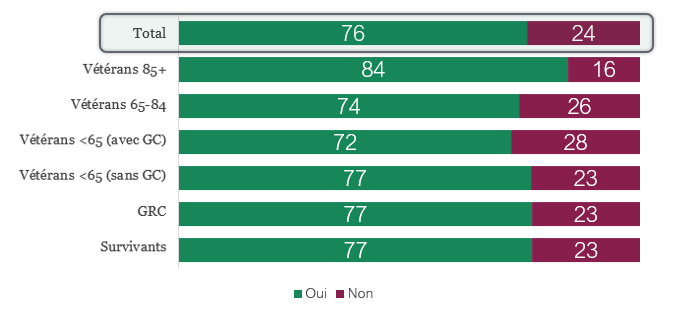 Total 76 24
Vétérans 85+ 84 16
Vétérans 65-84 74 26
Vétérans <65 (avec GC) 72 28
Vétérans <65 (sans GC) 77 23
GRC 77 23
Survivants 77 23
Oui Non